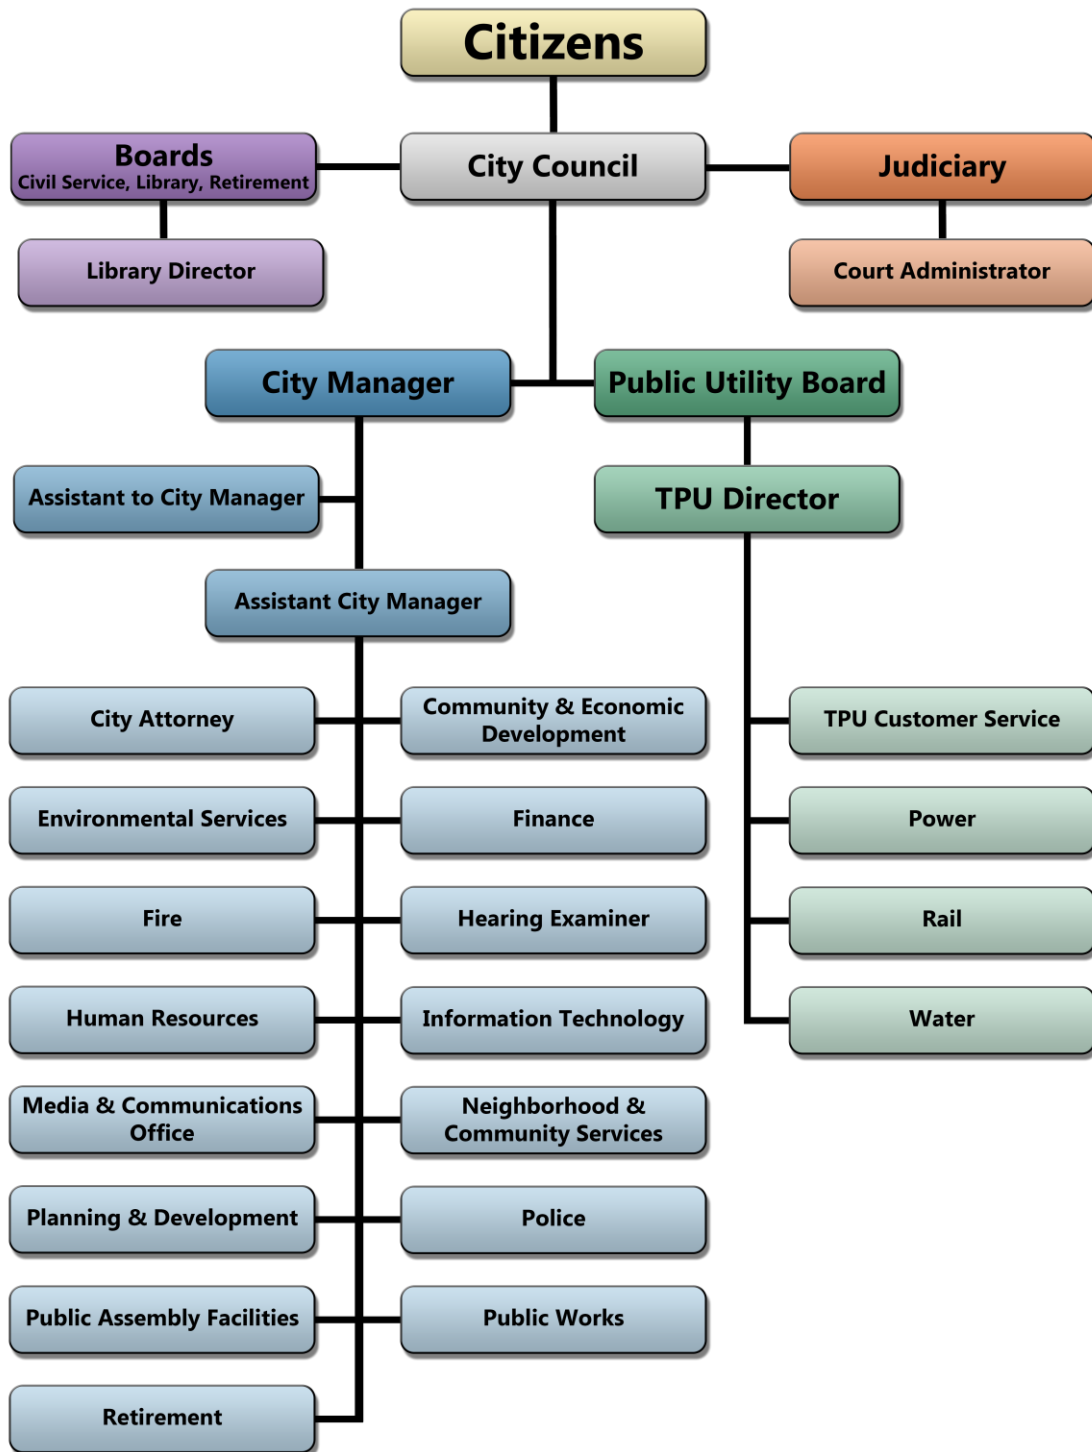 Citizens
Boards
Civil Service, Library, Retirement
City Council
Judiciary
Library Director
Court Administrator
City Manager
Public Utility Board
Assistant to City Manager
TPU Director
Assistant City Manager
City Attorney
Community & Economic
Development
TPU Customer Service
Environmental Services
Finance
Power
Fire
Hearing Examiner
Rail
Human Resources
Information Technology
Water
Media & Communications
Office
Neighborhood &
Community Services
Planning & Development
Police
Public Assembly Facilities
Public Works
Retirement